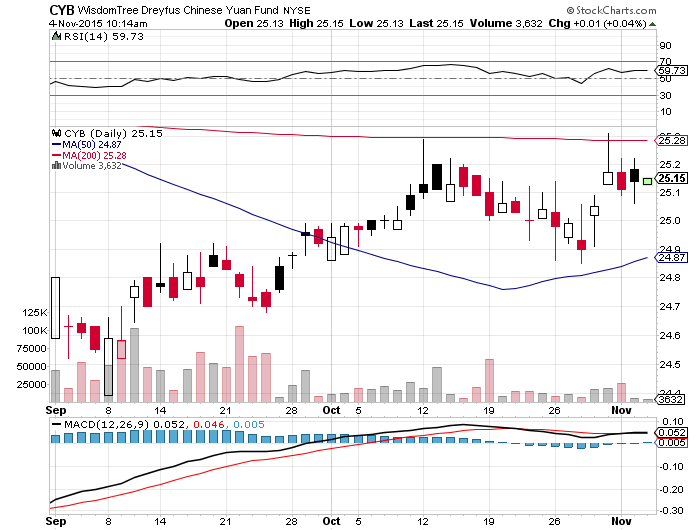 CYB WisdomTree Dreyfus Chinese Yuan Fund NYSE © StockCharts.com
4-Nov-2015 10:14am Open 25.13 High 25.15 Low 25.13 Last 25.15 Volume 3,632 Chg +0.01 (+0.04%)
RSI(14) 59.73
90
70
59.73
50
30
10
CYB (Daily) 25.15
MA(50) 24.87
MA(200) 25.28
Volume 3,632
25.3
25.28
25.2
25.15
25.1
25.0
24.9
24.87
24.8
24.7
24.6
24.5
24.4
3632
125K
100K
75000
50000
25000
Sep 8 14 21 28 Oct 5 12 19 26 Nov
MACD(12,26,9) 0.052, 0.046, 0.005
0.10
0.052
0.005
-0.10
-0.20
-0.30
Sep 8 14 21 28 Oct 5 12 19 26 Nov